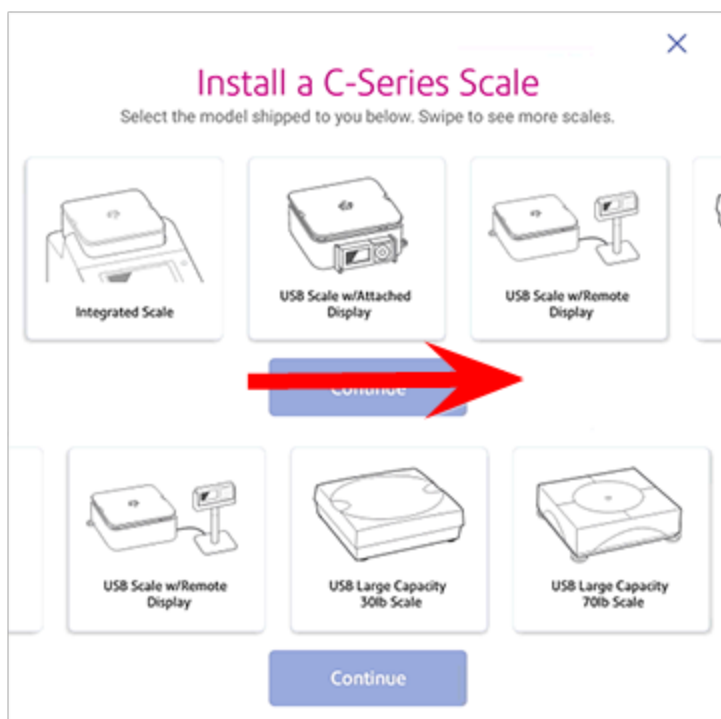 Install a C-Series Scale
Select the model shipped to you below. Swipe to see more scales.
Integrated Scale
USB Scale w/Attached
Display
USB Scale w/Remote
Display
Continue
USB Scale w/Remote
Display
USB Large Capacity
30lb Scale
USB Large Capacity
70lb Scale
Continue